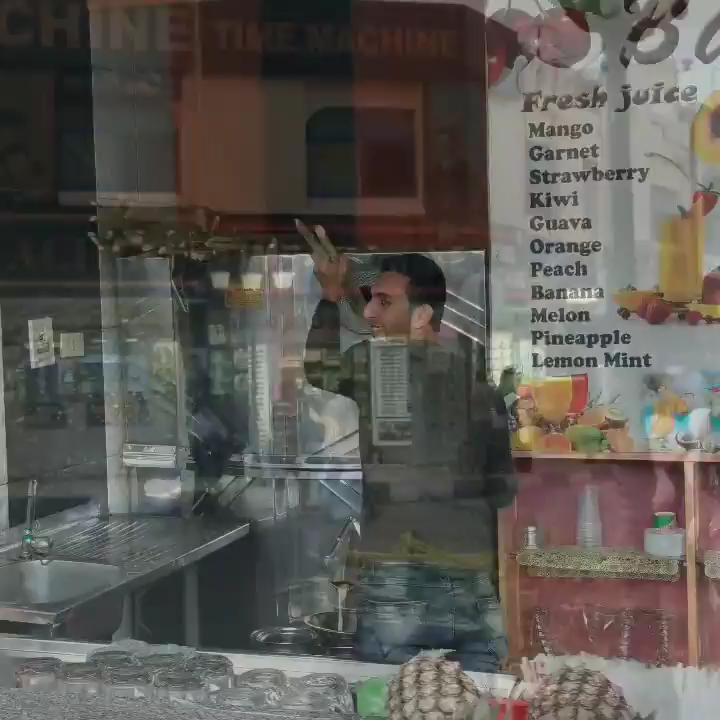 CHINE TIME MACHINE
Fresh juice
Mango
Garnet
Strawberry
Kiwi
Guava
Orange
Peach
Banana
Melon
Pineapple
Lemon Mint